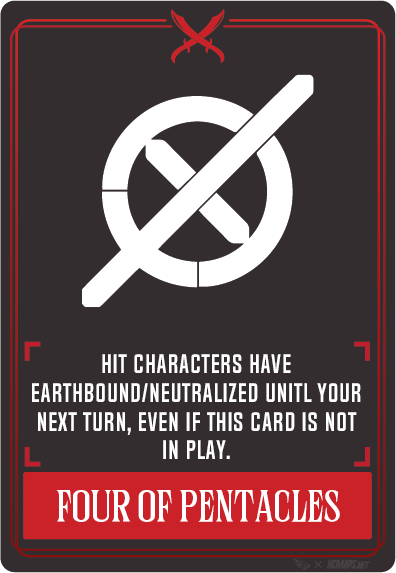 HIT CHARACTERS HAVE
EARTHBOUND/NEUTRALIZED UNITL YOUR
NEXT TURN, EVEN IF THIS CARD IS NOT
IN PLAY.
FOUR OF PENTACLES